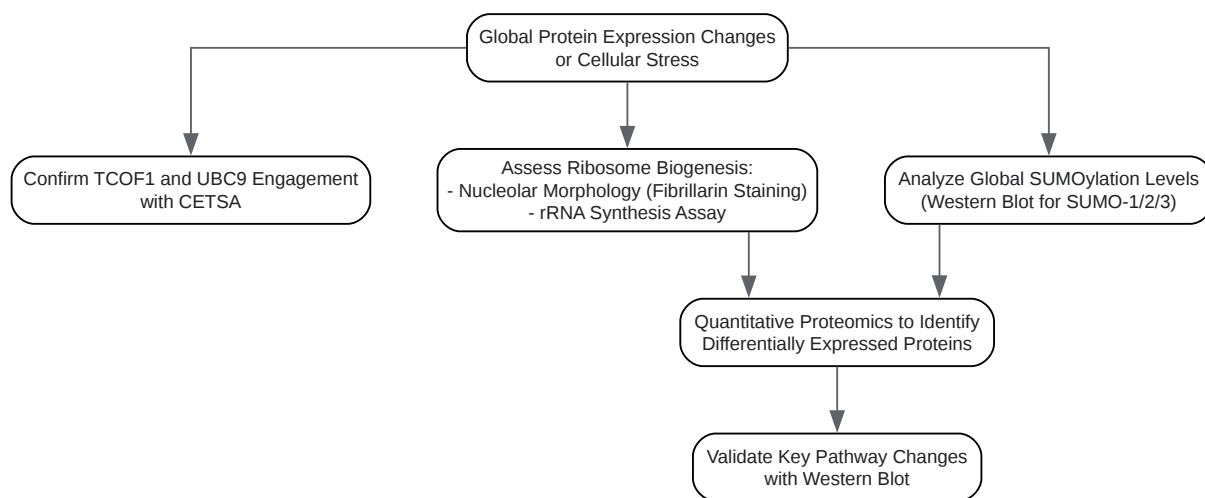 Global Protein Expression Changes
or Cellular Stress
Confirm TCOF1 and UBC9 Engagement
with CETSA
Assess Ribosome Biogenesis:
- Nucleolar Morphology (Fibrillarin Staining)
- rRNA Synthesis Assay
Analyze Global SUMOylation Levels
(Western Blot for SUMO-1/2/3)
Quantitative Proteomics to Identify
Differentially Expressed Proteins
Validate Key Pathway Changes
with Western Blot